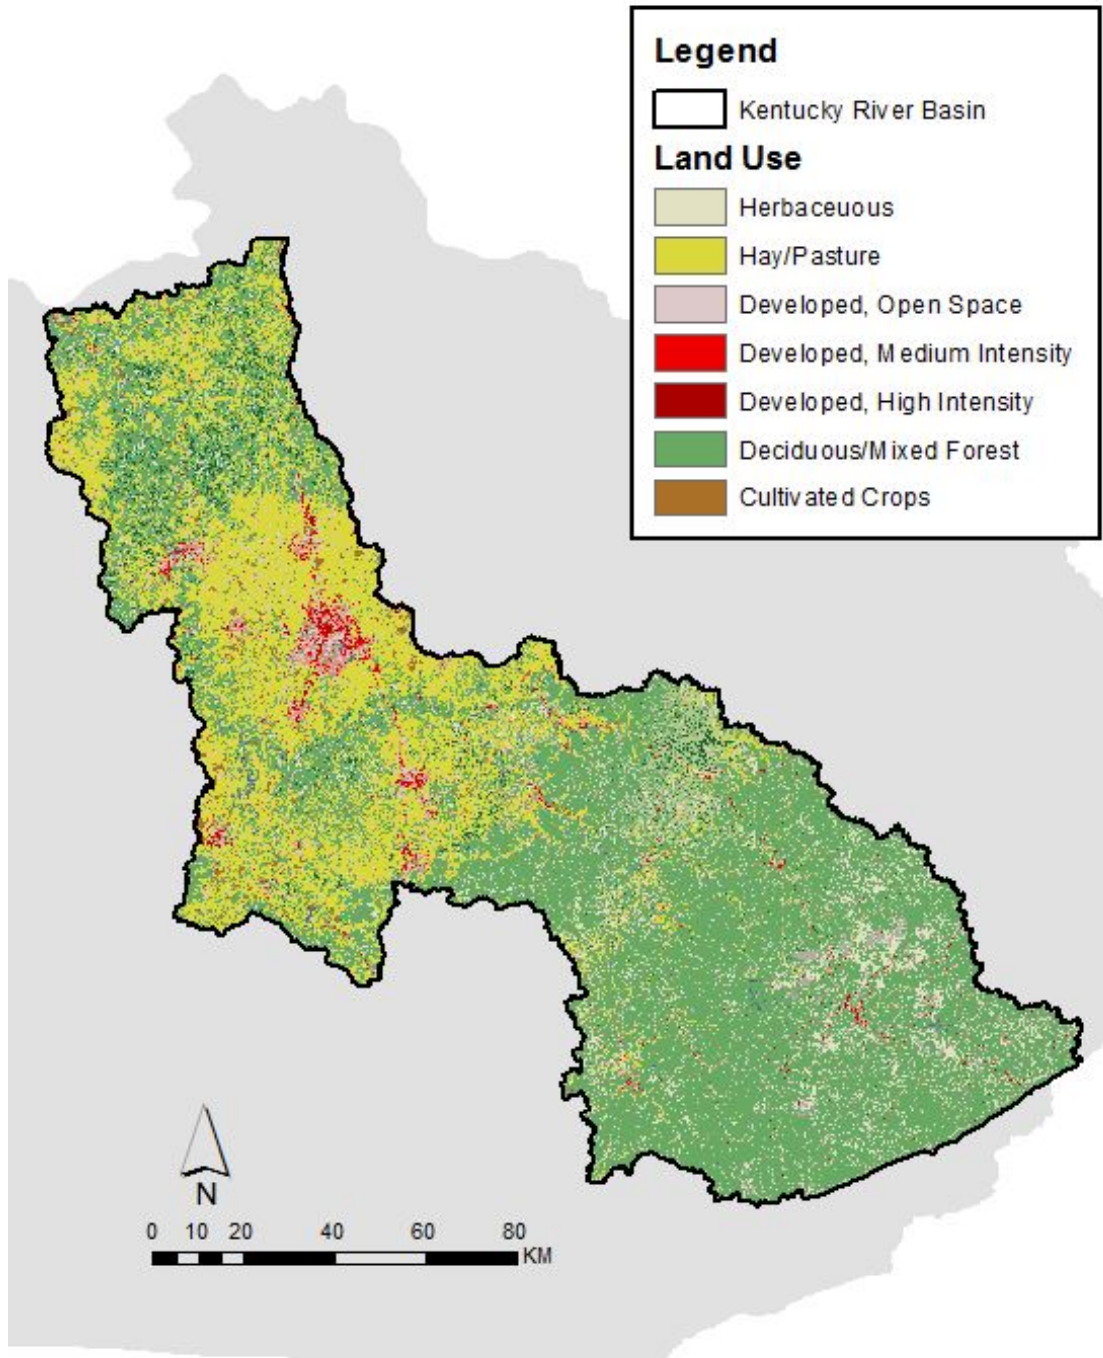 Legend
Kentucky River Basin
Land Use
Herbaceuous
Hay/Pasture
Developed, Open Space
Developed, Medium Intensity
Developed, High Intensity
Deciduous/Mixed Forest
Cultivated Crops
N
0 10 20 40 60 80
KM